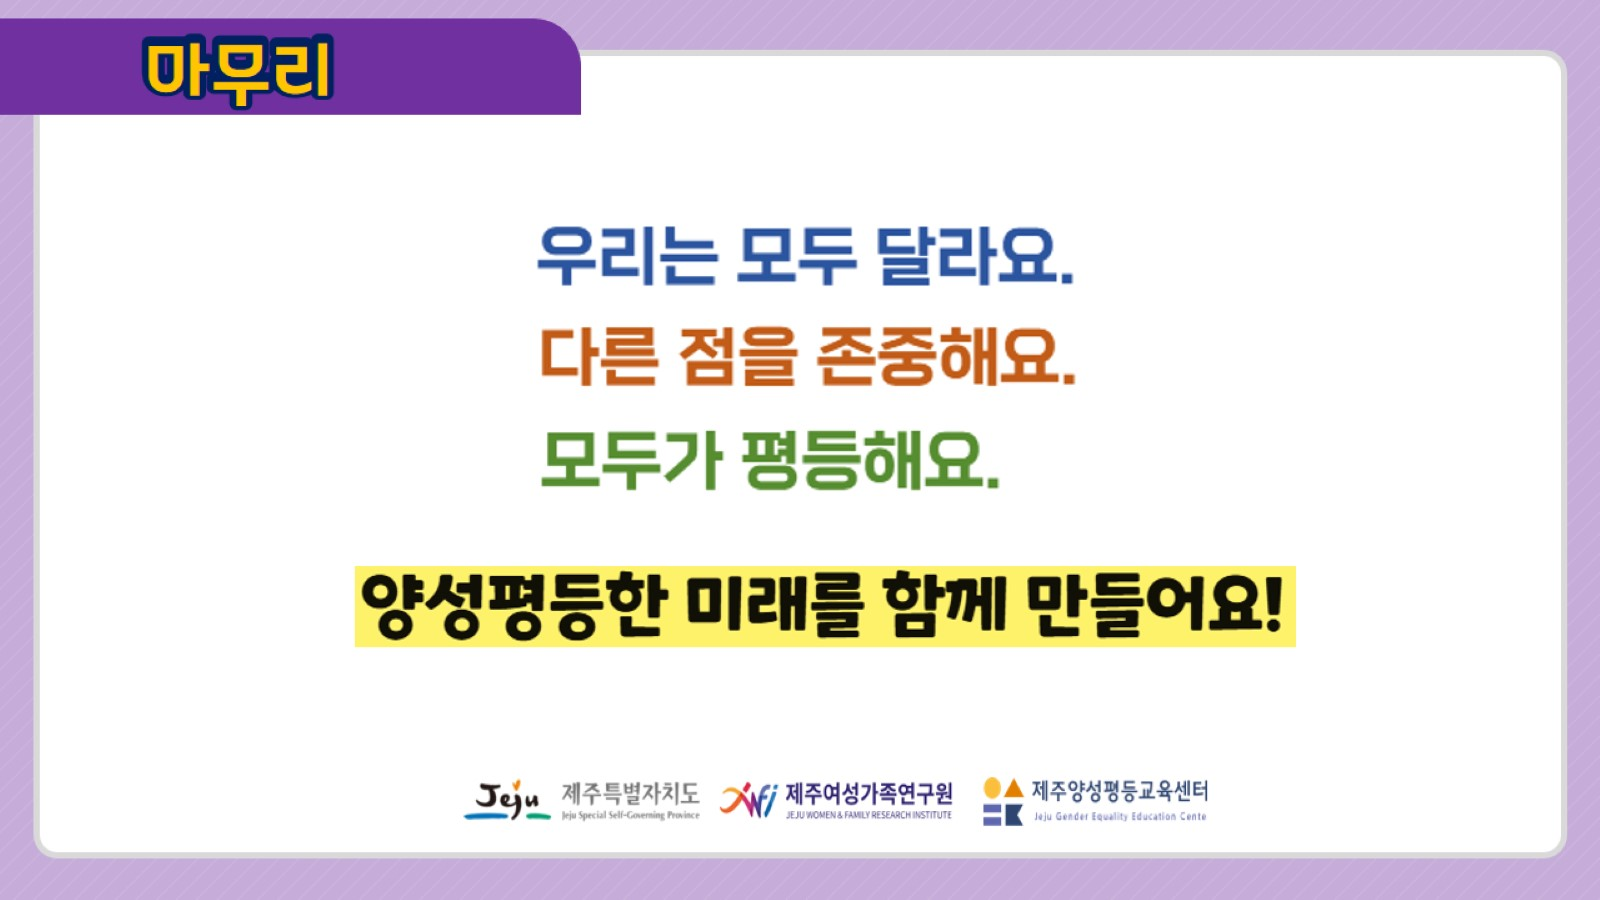 마무리
우리는 모두 달라요.
다른 점을 존중해요.
모두가 평등해요.
양성평등한 미래를 함께 만들어요!
Jeju 제주특별자치도
Jeju Special Self-Governing Province
JWFI 제주여성가족연구원
JEJU WOMEN & FAMILY RESEARCH INSTITUTE
제주양성평등교육센터
Jeju Gender Equality Education Cente